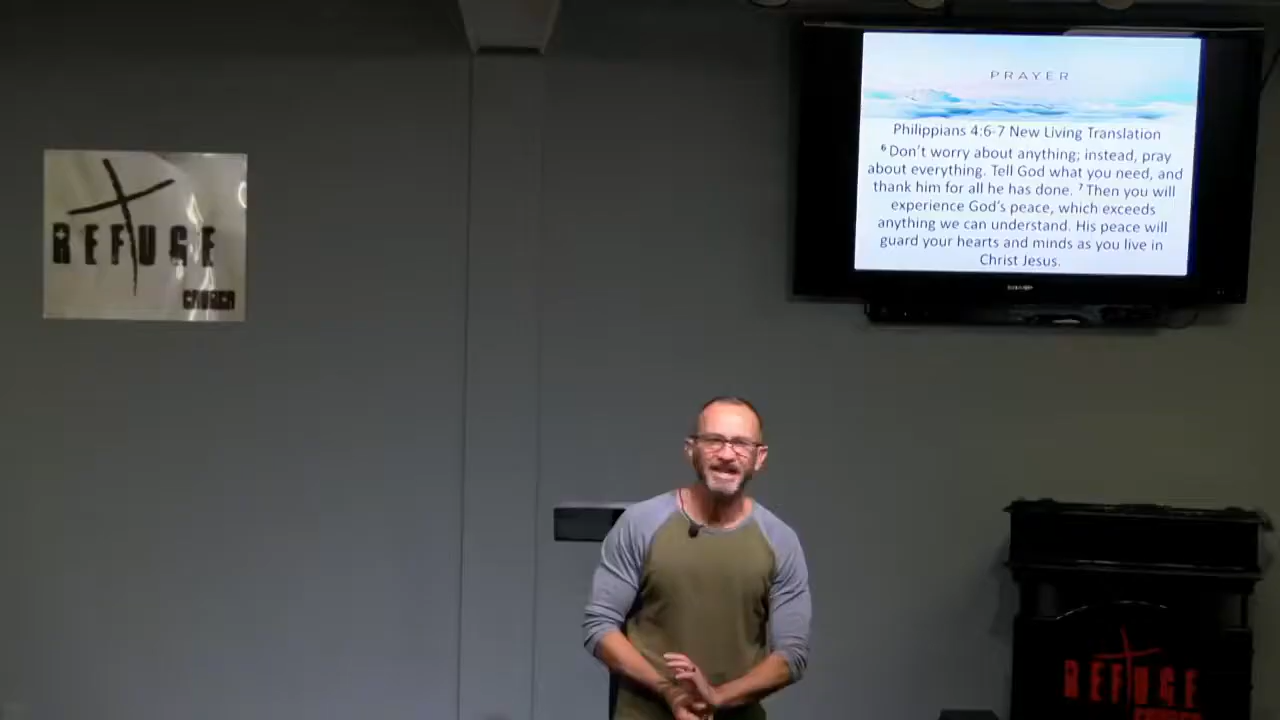 REFUGE
CHURCH
PRAYER
Philippians 4:6-7 New Living Translation
⁶ Don't worry about anything; instead, pray
about everything. Tell God what you need, and
thank him for all he has done. ⁷ Then you will
experience God's peace, which exceeds
anything we can understand. His peace will
guard your hearts and minds as you live in
Christ Jesus.
REFUGE
CHURCH